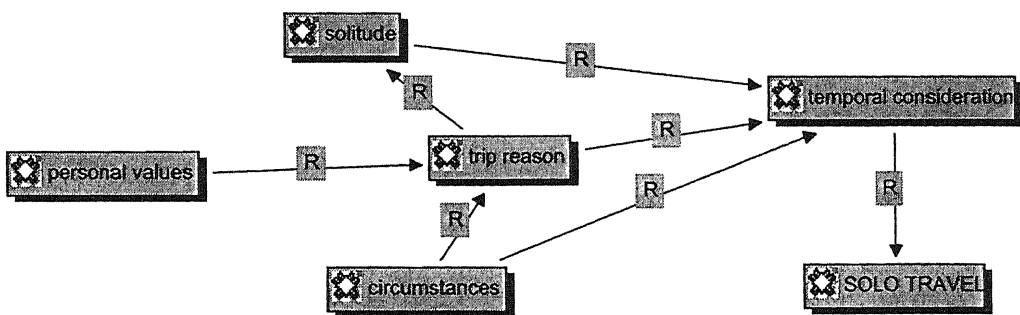 solitude
R
temporal consideration
R
R
personal values
R
trip reason
R
R
R
circumstances
SOLO TRAVEL